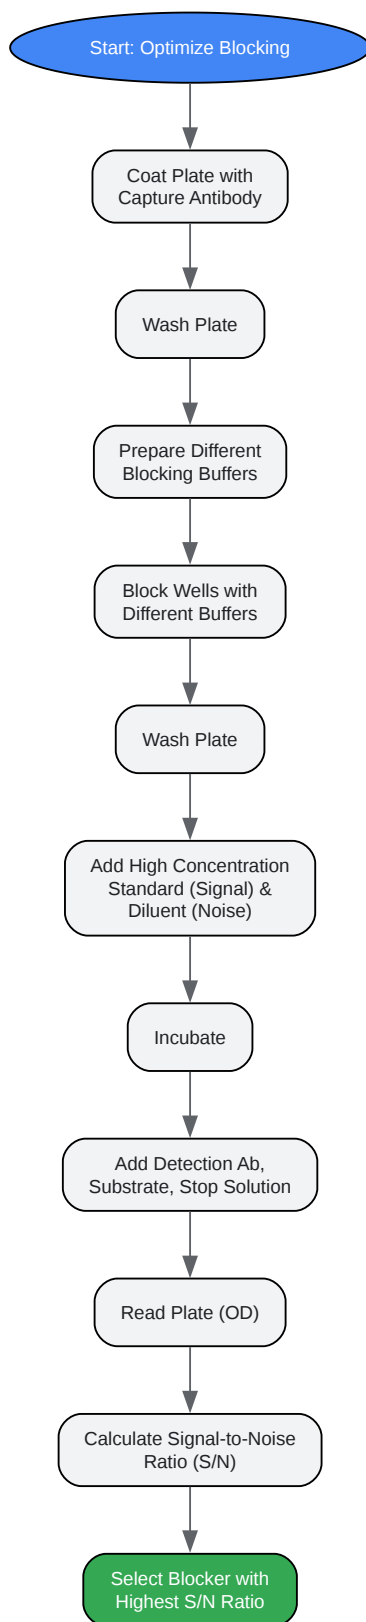 Start: Optimize Blocking
Coat Plate with
Capture Antibody
Wash Plate
Prepare Different
Blocking Buffers
Block Wells with
Different Buffers
Wash Plate
Add High Concentration
Standard (Signal) &
Diluent (Noise)
Incubate
Add Detection Ab,
Substrate, Stop Solution
Read Plate (OD)
Calculate Signal-to-Noise
Ratio (S/N)
Select Blocker with
Highest S/N Ratio